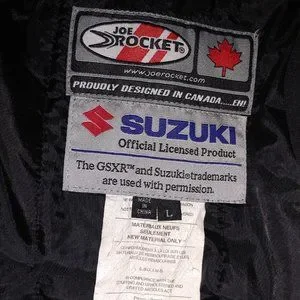 JOE
ROCKET®
www.joerocket.com
PROUDLY DESIGNED IN CANADA.....EH!
SUZUKI
Official Licensed Product
The GSXR™ and Suzuki® trademarks
are used with permission.
MADE IN
CHINA
L
MATERIAUX NEUFS
SEULEMENT
NEW MATERIAL ONLY